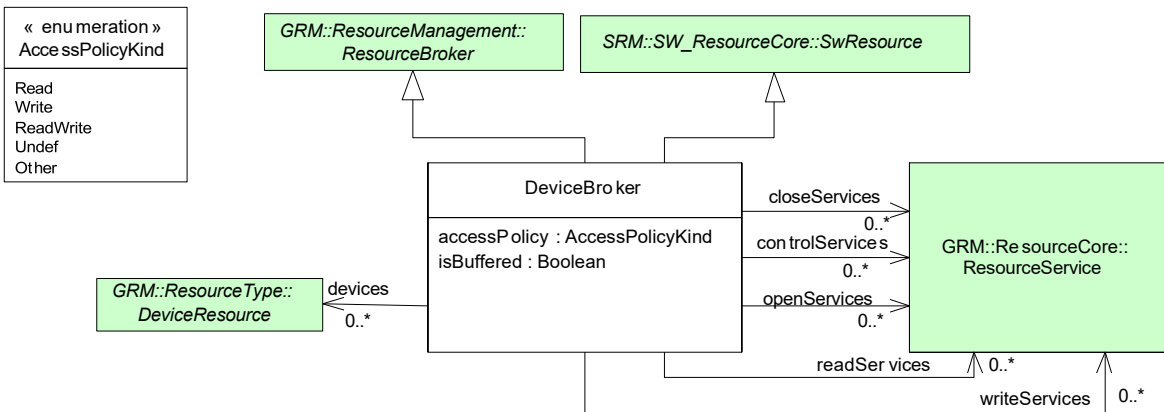 « enumeration »
AccessPolicyKind
Read
Write
ReadWrite
Undef
Other
GRM::ResourceManagement::
ResourceBroker
SRM::SW_ResourceCore::SwResource
DeviceBroker
accessPolicy : AccessPolicyKind
isBuffered : Boolean
GRM::ResourceType::
DeviceResource
devices
0..*
closeServices
0..*
controlServices
0..*
openServices
0..*
GRM::ResourceCore::
ResourceService
readServices
0..*
writeServices
0..*